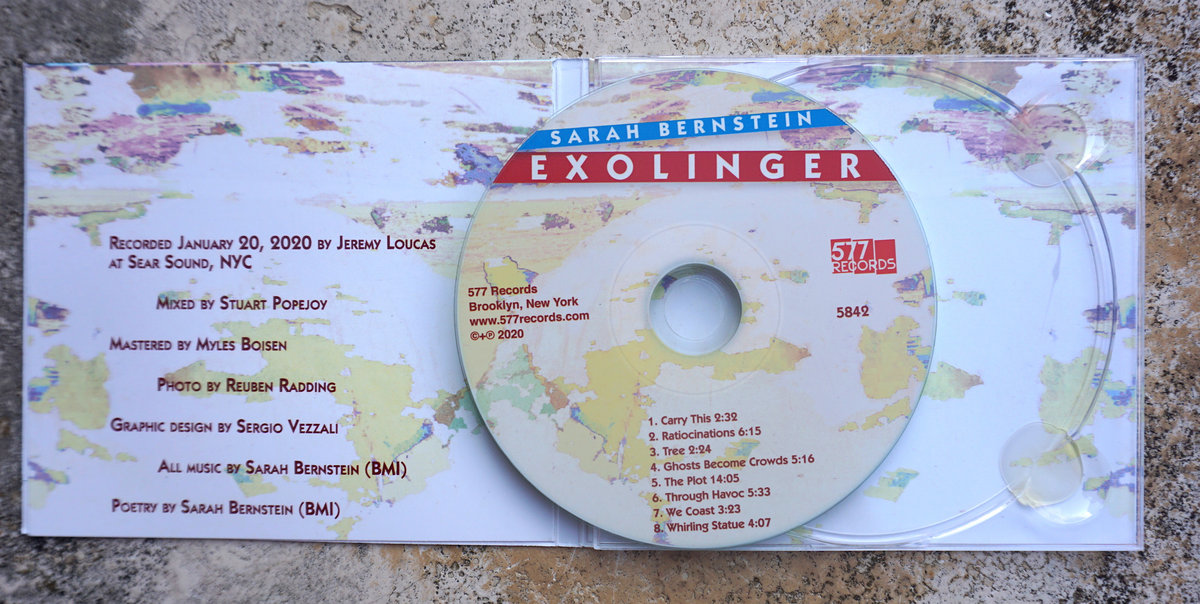 Recorded January 20, 2020 by Jeremy Loucas
at Sear Sound, NYC
Mixed by Stuart Popejoy
Mastered by Myles Boisen
Photo by Reuben Radding
Graphic design by Sergio Vezzali
All music by Sarah Bernstein (BMI)
Poetry by Sarah Bernstein (BMI)
SARAH BERNSTEIN
EXOLINGER
577 Records
Brooklyn, New York
www.577records.com
©+℗ 2020
577
RECORDS
5842
1. Carry This 2:32
2. Ratiocinations 6:15
3. Tree 2:24
4. Ghosts Become Crowds 5:16
5. The Plot 14:05
6. Through Havoc 5:33
7. We Coast 3:23
8. Whirling Statue 4:07